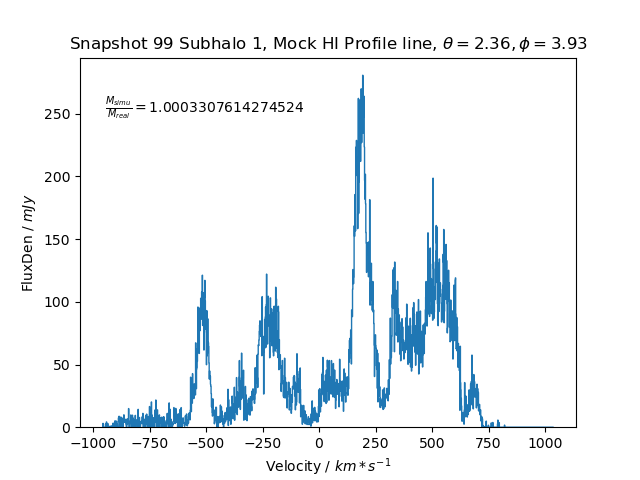 Snapshot 99 Subhalo 1, Mock HI Profile line, θ = 2.36, ϕ = 3.93
M_simu/M_real = 1.0003307614274524
FluxDen / mJy
250
200
150
100
50
0
−1000 −750 −500 −250 0 250 500 750 1000
Velocity / km * s⁻¹